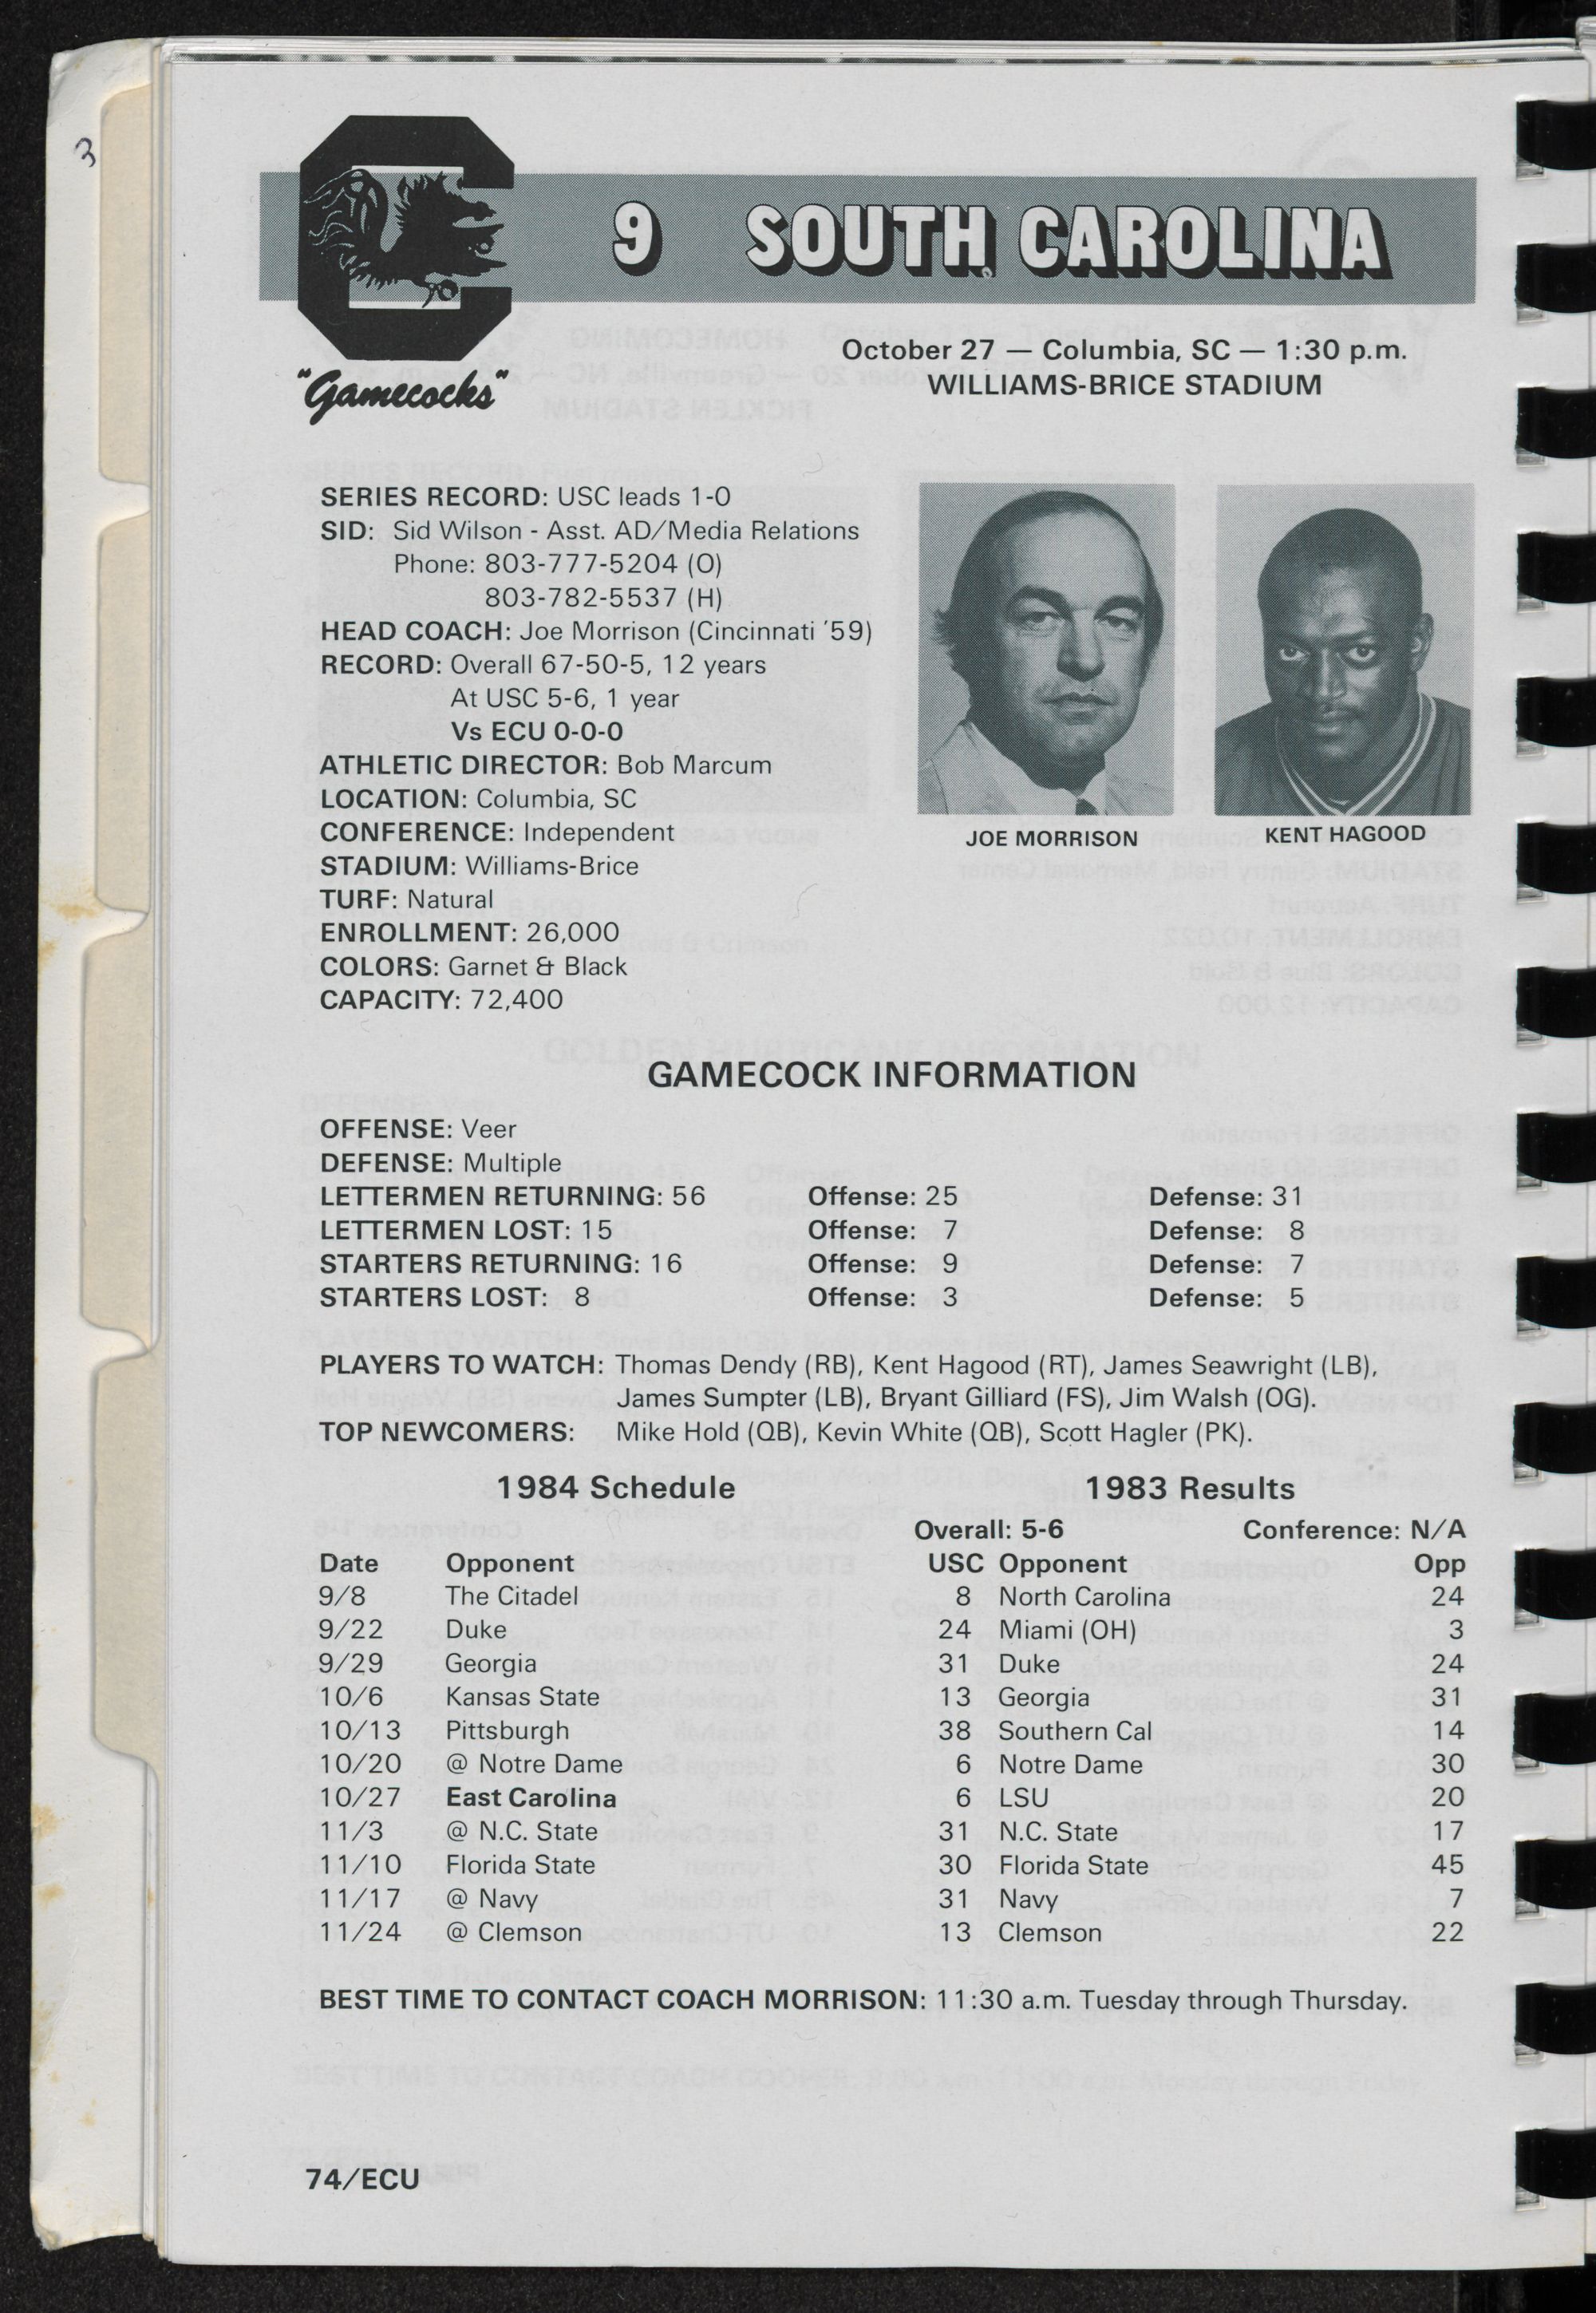 3
9 SOUTH CAROLINA
"Gamecocks"
October 27 — Columbia, SC — 1:30 p.m.
WILLIAMS-BRICE STADIUM
SERIES RECORD: USC leads 1-0
SID: Sid Wilson - Asst. AD/Media Relations
Phone: 803-777-5204 (O)
803-782-5537 (H)
HEAD COACH: Joe Morrison (Cincinnati '59)
RECORD: Overall 67-50-5, 12 years
At USC 5-6, 1 year
Vs ECU 0-0-0
ATHLETIC DIRECTOR: Bob Marcum
LOCATION: Columbia, SC
CONFERENCE: Independent
STADIUM: Williams-Brice
TURF: Natural
ENROLLMENT: 26,000
COLORS: Garnet & Black
CAPACITY: 72,400
JOE MORRISON
KENT HAGOOD
GAMECOCK INFORMATION
OFFENSE: Veer
DEFENSE: Multiple
LETTERMEN RETURNING: 56 Offense: 25 Defense: 31
LETTERMEN LOST: 15 Offense: 7 Defense: 8
STARTERS RETURNING: 16 Offense: 9 Defense: 7
STARTERS LOST: 8 Offense: 3 Defense: 5
PLAYERS TO WATCH: Thomas Dendy (RB), Kent Hagood (RT), James Seawright (LB),
James Sumpter (LB), Bryant Gilliard (FS), Jim Walsh (OG).
TOP NEWCOMERS: Mike Hold (QB), Kevin White (QB), Scott Hagler (PK).
1984 Schedule
Date Opponent
9/8 The Citadel
9/22 Duke
9/29 Georgia
10/6 Kansas State
10/13 Pittsburgh
10/20 @ Notre Dame
10/27 East Carolina
11/3 @ N.C. State
11/10 Florida State
11/17 @ Navy
11/24 @ Clemson
1983 Results
Overall: 5-6 Conference: N/A
USC Opponent Opp
8 North Carolina 24
24 Miami (OH) 3
31 Duke 24
13 Georgia 31
38 Southern Cal 14
6 Notre Dame 30
6 LSU 20
31 N.C. State 17
30 Florida State 45
31 Navy 7
13 Clemson 22
BEST TIME TO CONTACT COACH MORRISON: 11:30 a.m. Tuesday through Thursday.
74/ECU